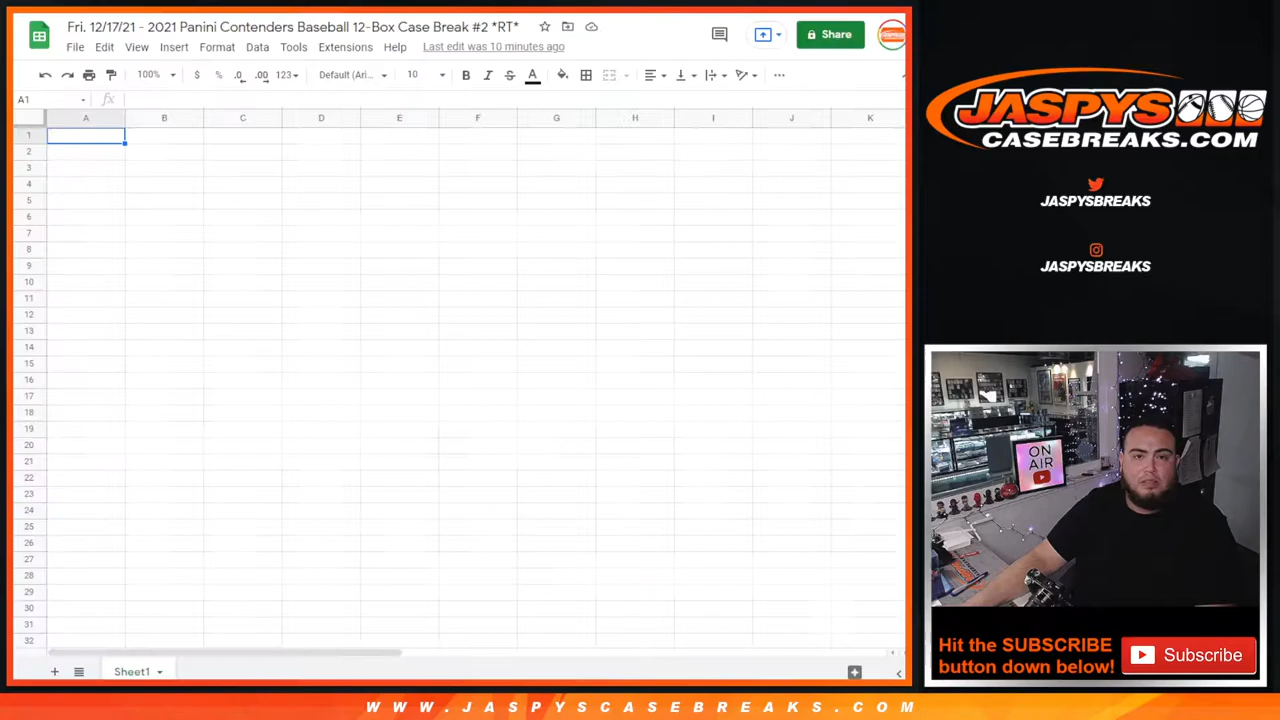 Fri. 12/17/21 - 2021 Panini Contenders Baseball 12-Box Case Break #2 *RT*
File Edit View Insert Format Data Tools Extensions Help Last edit was 10 minutes ago
Share
100% $ % .0 .00 123 Default (Ari... 10 B I S A
A1 fx
A B C D E F G H I J K
1
2
3
4
5
6
7
8
9
10
11
12
13
14
15
16
17
18
19
20
21
22
23
24
25
26
27
28
29
30
31
32
Sheet1
JASPYS
CASEBREAKS.COM
JASPYSBREAKS
JASPYSBREAKS
ON
AIR
Hit the SUBSCRIBE
button down below!
Subscribe
WWW.JASPYSCASEBREAKS.COM